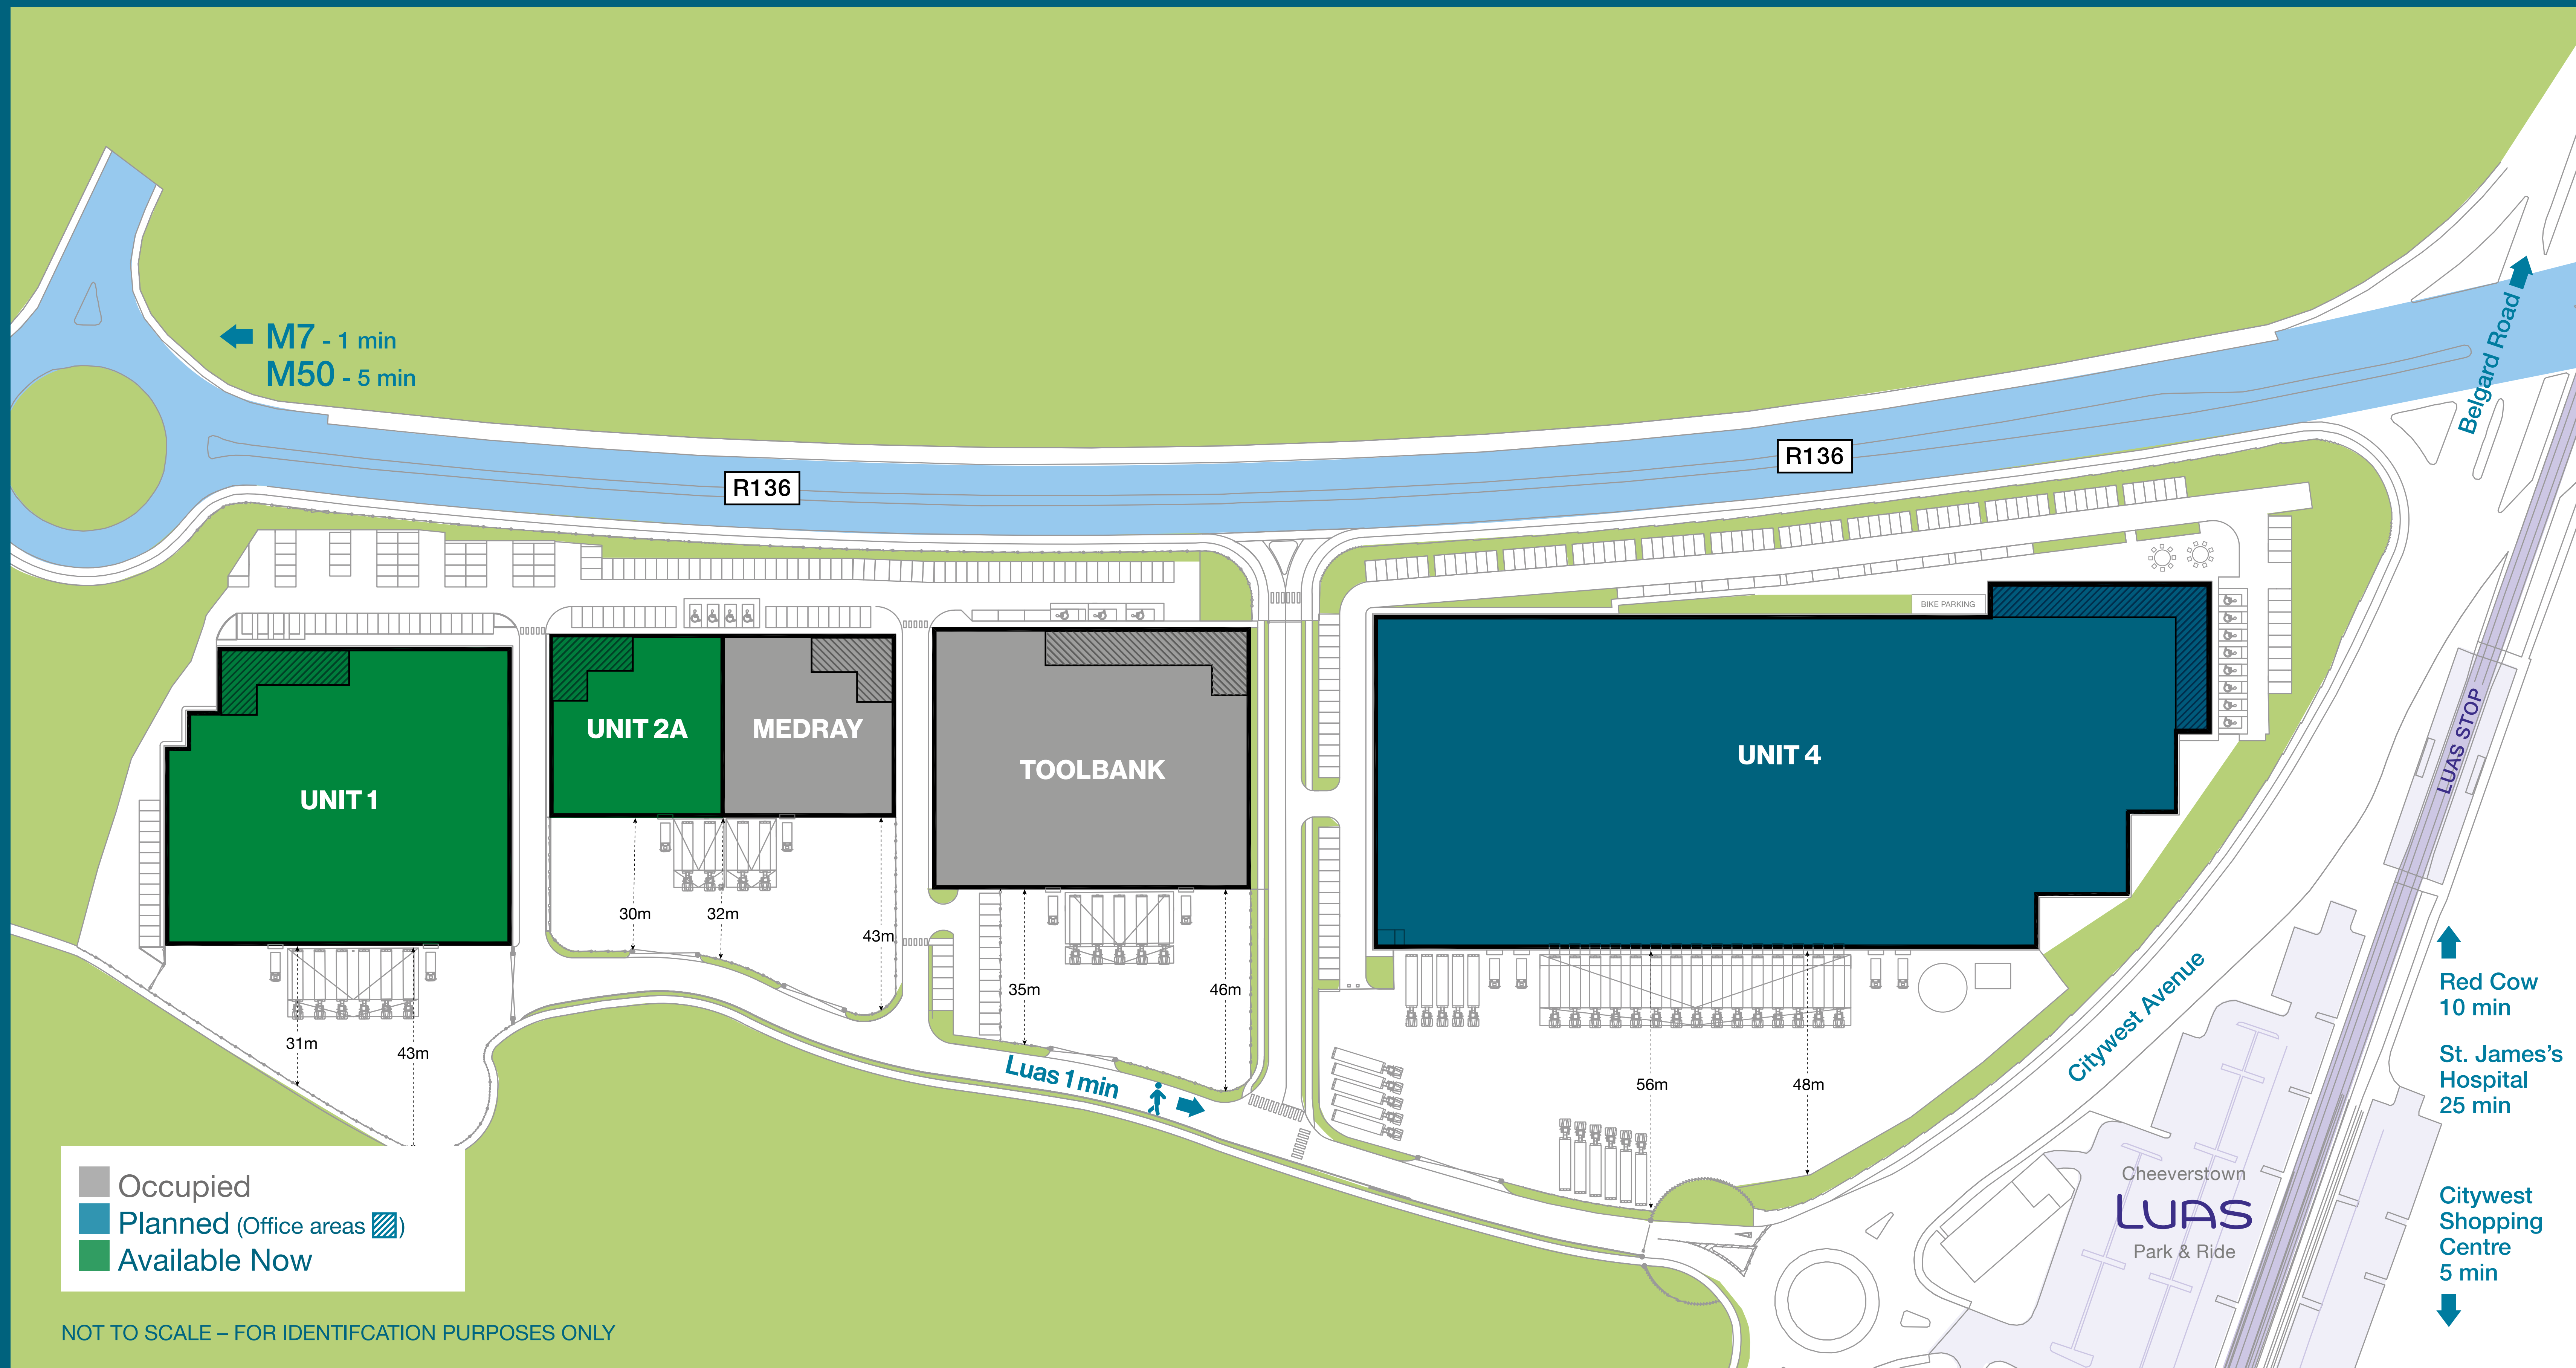 M7 - 1 min
M50 - 5 min
R136
R136
Belgard Road
BIKE PARKING
UNIT 1
UNIT 2A
MEDRAY
TOOLBANK
UNIT 4
LUAS STOP
30m
32m
43m
35m
46m
31m
43m
56m
48m
Luas 1 min
Citywest Avenue
Red Cow
10 min
St. James's
Hospital
25 min
Cheeverstown
LUAS
Park & Ride
Citywest
Shopping
Centre
5 min
Occupied
Planned (Office areas )
Available Now
NOT TO SCALE – FOR IDENTIFCATION PURPOSES ONLY